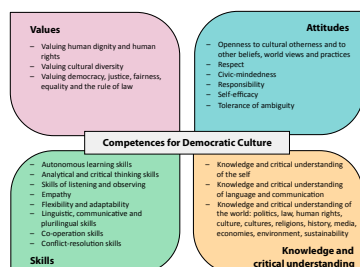 Values
– Valuing human dignity and human
rights
– Valuing cultural diversity
– Valuing democracy, justice, fairness,
equality and the rule of law
Attitudes
– Openness to cultural otherness and to
other beliefs, world views and practices
– Respect
– Civic-mindedness
– Responsibility
– Self-efficacy
– Tolerance of ambiguity
Competences for Democratic Culture
– Autonomous learning skills
– Analytical and critical thinking skills
– Skills of listening and observing
– Empathy
– Flexibility and adaptability
– Linguistic, communicative and
plurilingual skills
– Co-operation skills
– Conflict-resolution skills
Skills
– Knowledge and critical understanding
of the self
– Knowledge and critical understanding
of language and communication
– Knowledge and critical understanding of
the world: politics, law, human rights,
culture, cultures, religions, history, media,
economies, environment, sustainability
Knowledge and
critical understanding